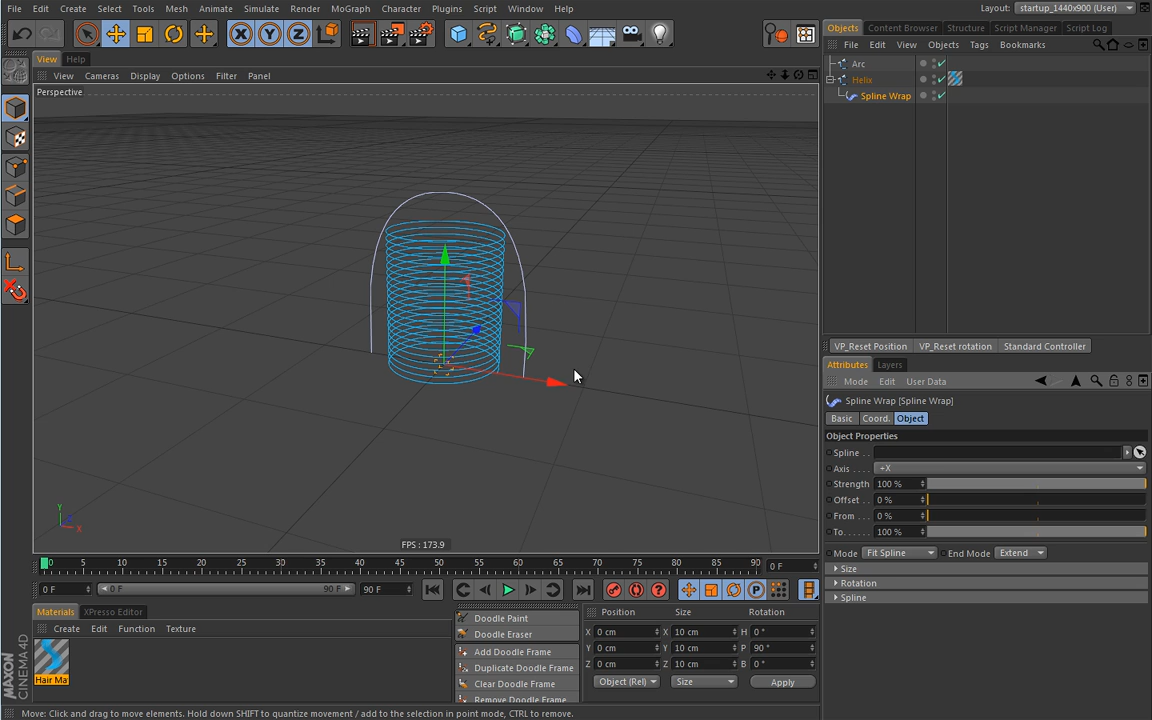 File Edit Create Select Tools Mesh Animate Simulate Render MoGraph Character Plugins Script Window Help Layout: startup_1440x900 (User)
X Y Z
Objects Content Browser Structure Script Manager Script Log
File Edit View Objects Tags Bookmarks
View Help
View Cameras Display Options Filter Panel
Perspective
Arc
Helix
Spline Wrap
VP_Reset Position VP_Reset rotation Standard Controller
Attributes Layers
Mode Edit User Data
Spline Wrap [Spline Wrap]
Basic Coord. Object
Object Properties
Spline . .
Axis . . . . +X
Strength 100 %
Offset . . 0 %
From . . 0 %
To. . . . . 100 %
Mode Fit Spline End Mode Extend
Size
Rotation
Spline
Y
Z
X
FPS : 173.9
0 5 10 15 20 25 30 35 40 45 50 55 60 65 70 75 80 85 90 0 F
0 F 0 F 90 F 90 F
P
Materials XPresso Editor
Create Edit Function Texture
Hair Ma
Doodle Paint
Doodle Eraser
Add Doodle Frame
Duplicate Doodle Frame
Clear Doodle Frame
Remove Doodle Frame
Position Size Rotation
X 0 cm X 10 cm H 0 °
Y 0 cm Y 10 cm P 90 °
Z 0 cm Z 10 cm B 0 °
Object (Rel) Size Apply
MAXON
CINEMA 4D
Move: Click and drag to move elements. Hold down SHIFT to quantize movement / add to the selection in point mode, CTRL to remove.